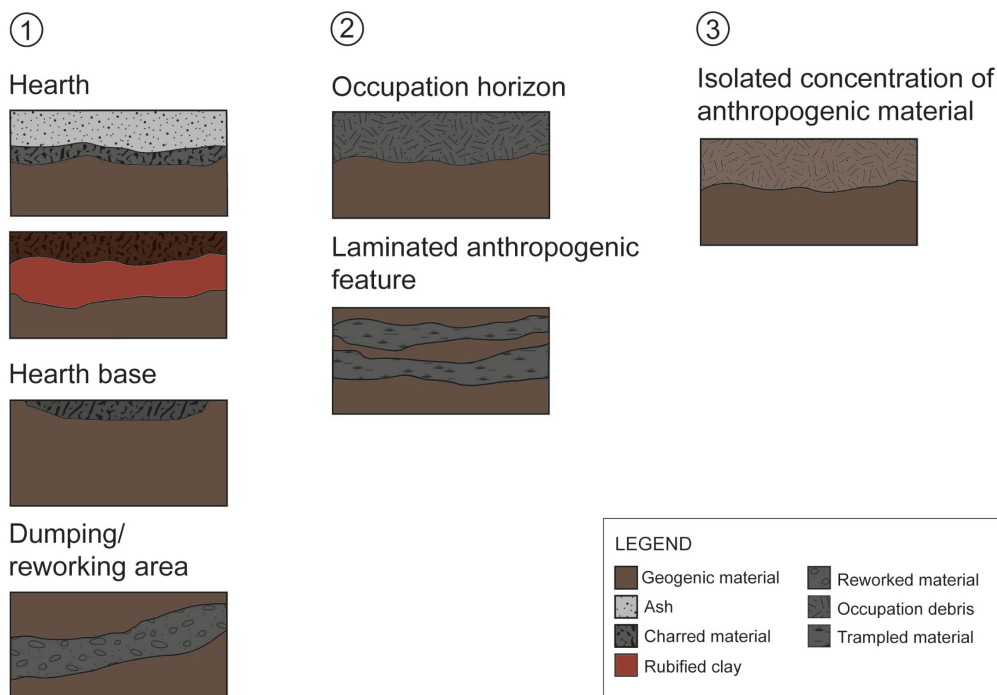 ①
Hearth
Hearth base
Dumping/
reworking area
②
Occupation horizon
Laminated anthropogenic
feature
③
Isolated concentration of
anthropogenic material
LEGEND
Geogenic material
Ash
Charred material
Rubified clay
Reworked material
Occupation debris
Trampled material